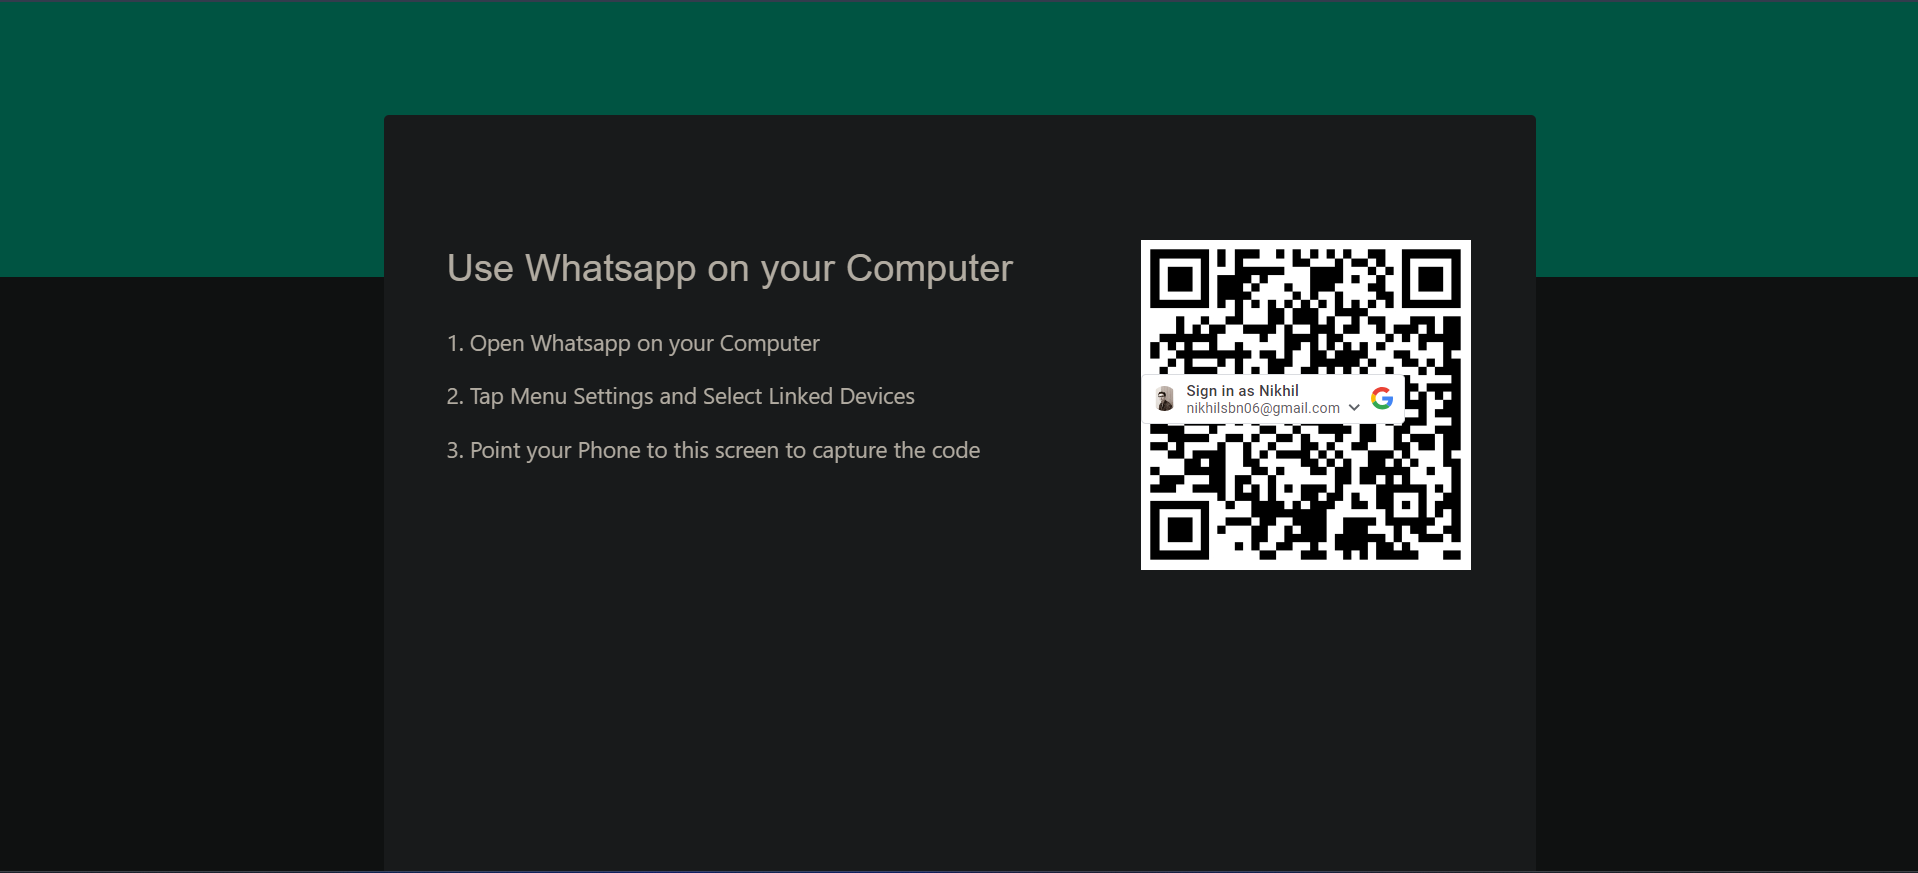 Use Whatsapp on your Computer
1. Open Whatsapp on your Computer
2. Tap Menu Settings and Select Linked Devices
3. Point your Phone to this screen to capture the code
Sign in as Nikhil
nikhilsbn06@gmail.com